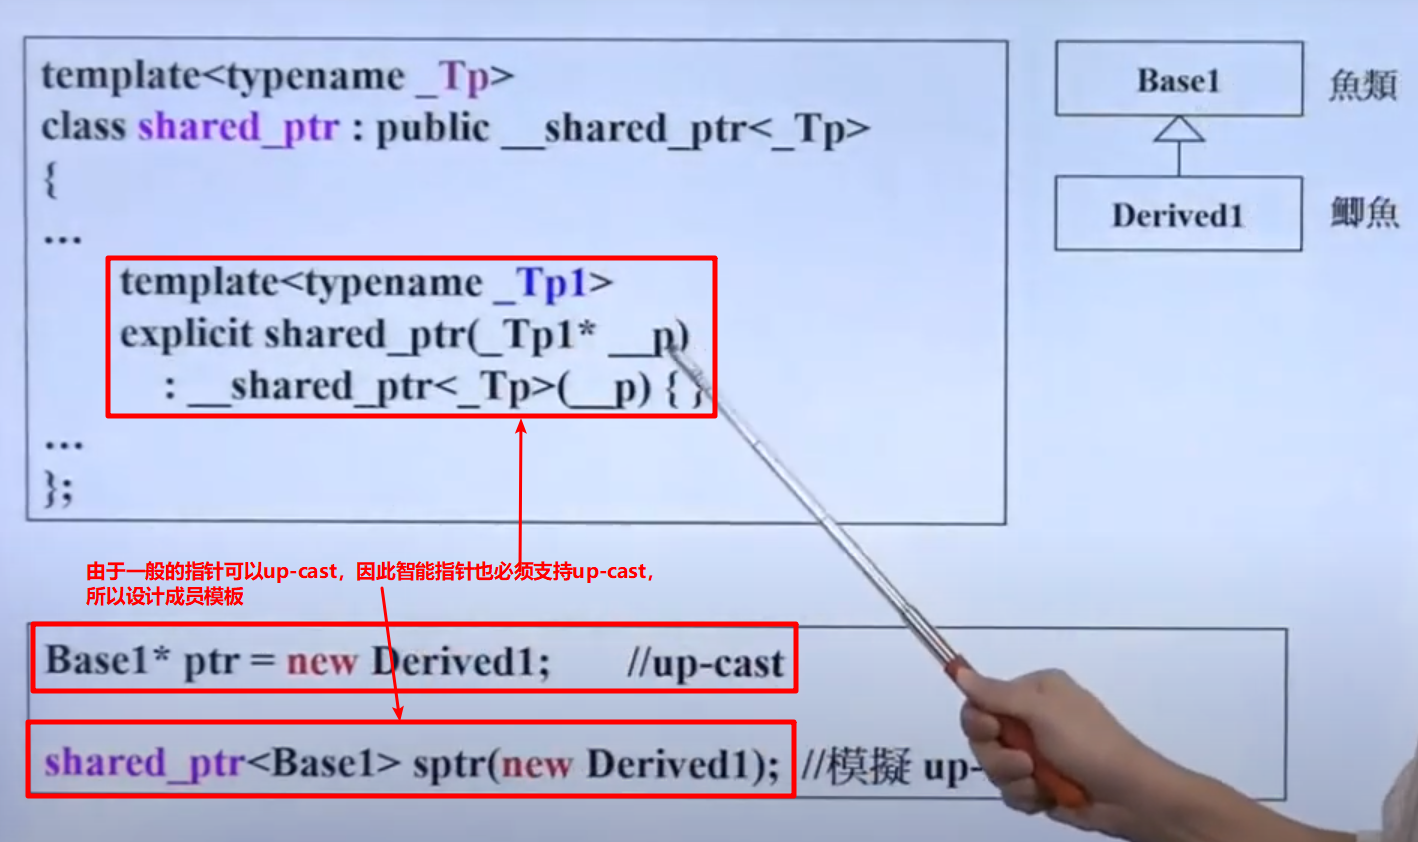 template<typename _Tp>
class shared_ptr : public __shared_ptr<_Tp>
{
...
template<typename _Tp1>
explicit shared_ptr(_Tp1* __p)
: __shared_ptr<_Tp>(__p) { }
...
};
Base1 魚類
Derived1 鯽魚
由于一般的指针可以up-cast，因此智能指针也必须支持up-cast，
所以设计成员模板
Base1* ptr = new Derived1; //up-cast
shared_ptr<Base1> sptr(new Derived1); //模擬 up-